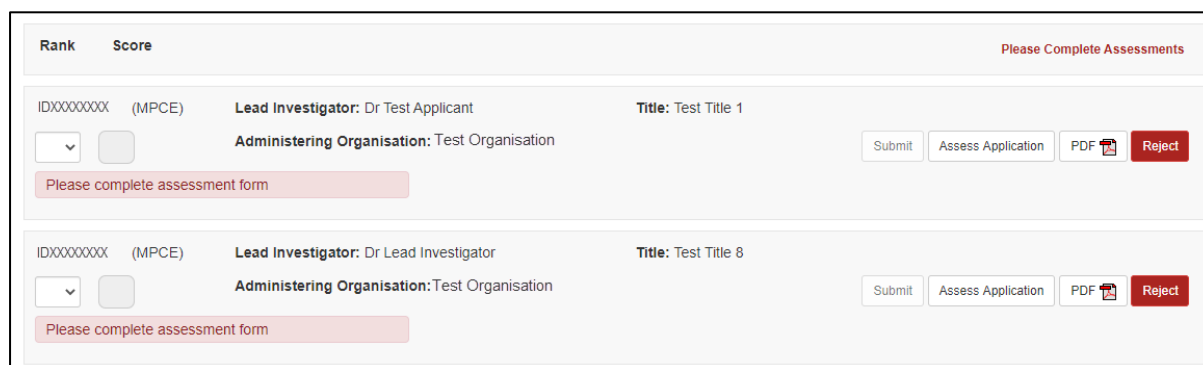 Rank Score Please Complete Assessments
IDXXXXXXXX (MPCE) Lead Investigator: Dr Test Applicant Title: Test Title 1
Administering Organisation: Test Organisation Submit Assess Application PDF Reject
Please complete assessment form
IDXXXXXXXX (MPCE) Lead Investigator: Dr Lead Investigator Title: Test Title 8
Administering Organisation: Test Organisation Submit Assess Application PDF Reject
Please complete assessment form